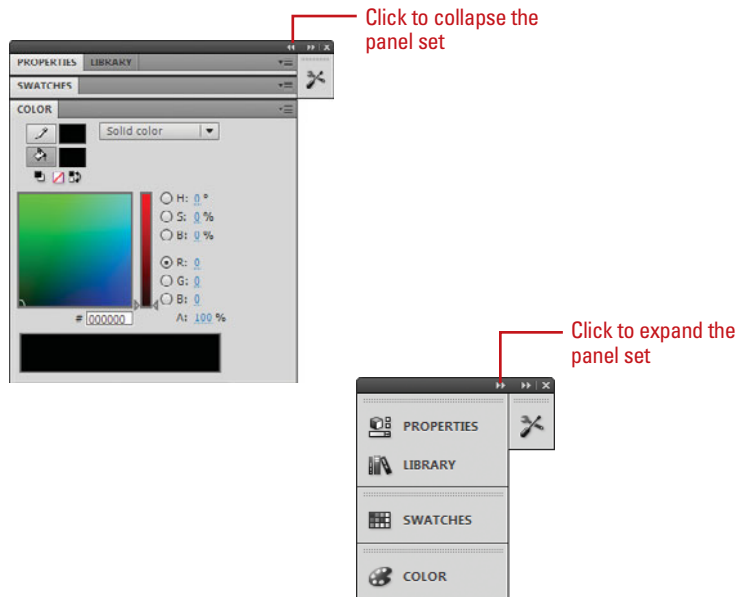 Click to collapse the
panel set
PROPERTIES LIBRARY
SWATCHES
COLOR
Solid color
H: 0 °
S: 0 %
B: 0 %
R: 0
G: 0
B: 0
# 000000
A: 100 %
Click to expand the
panel set
PROPERTIES
LIBRARY
SWATCHES
COLOR